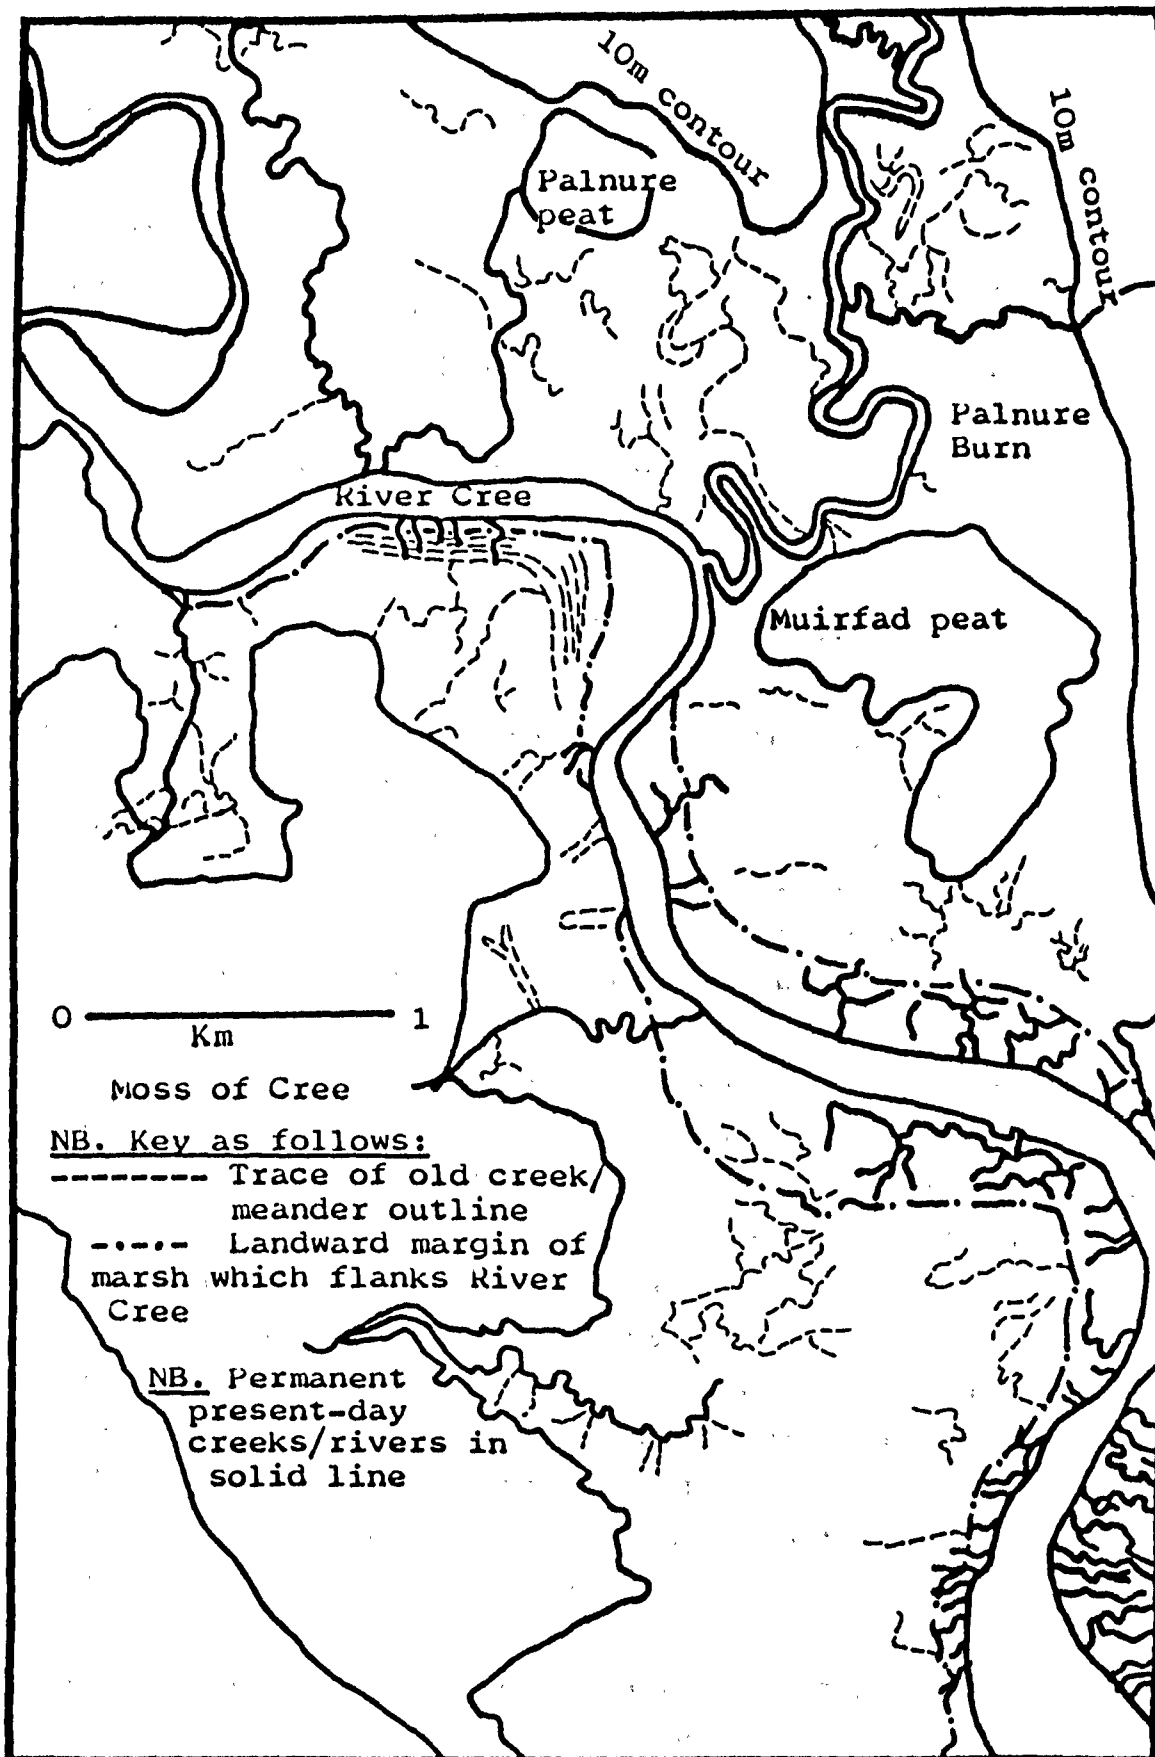 10m contour
10m contour
Palnure
peat
Palnure
Burn
River Cree
Muirfad peat
0 1
Km
Moss of Cree
NB. Key as follows:
Trace of old creek/
meander outline
Landward margin of
marsh which flanks River
Cree
NB. Permanent
present-day
creeks/rivers in
solid line